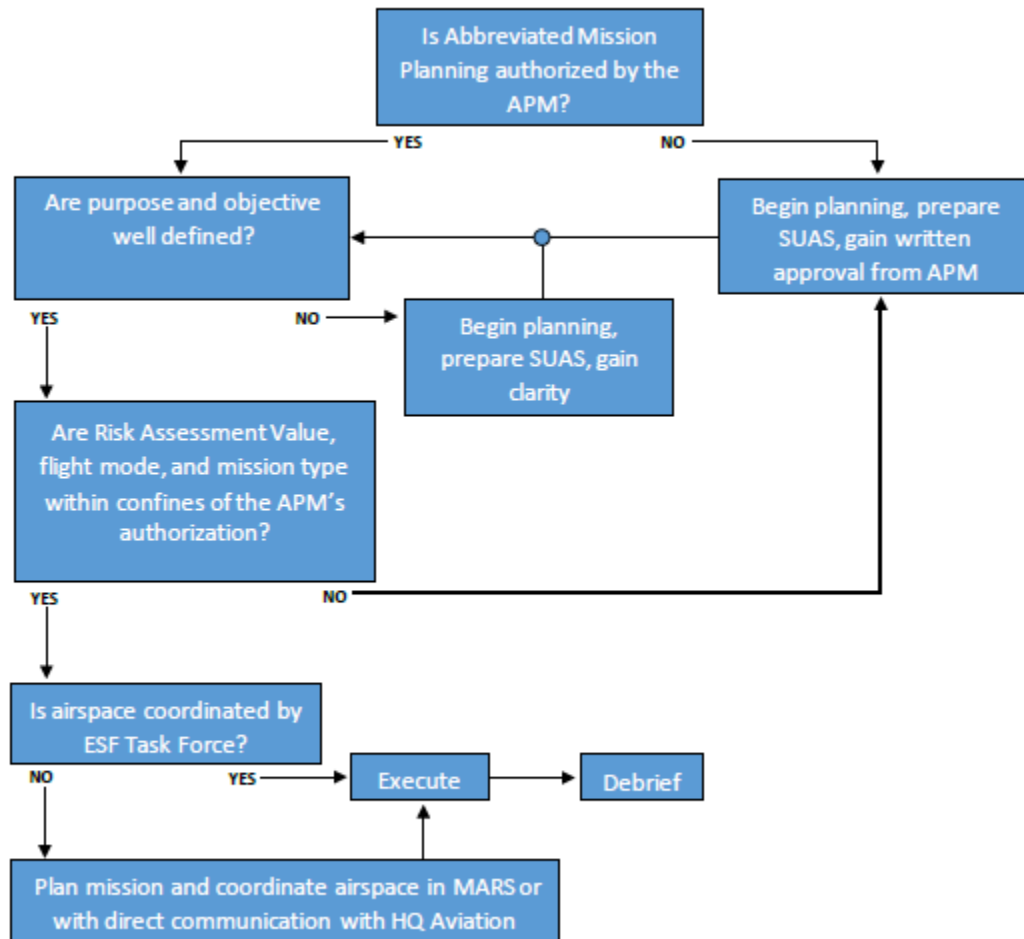 Is Abbreviated Mission
Planning authorized by the
APM?
YES
NO
Are purpose and objective
well defined?
Begin planning, prepare
SUAS, gain written
approval from APM
YES
NO
Begin planning,
prepare SUAS, gain
clarity
Are Risk Assessment Value,
flight mode, and mission type
within confines of the APM's
authorization?
YES
NO
Is airspace coordinated by
ESF Task Force?
NO
YES
Execute
Debrief
Plan mission and coordinate airspace in MARS or
with direct communication with HQ Aviation